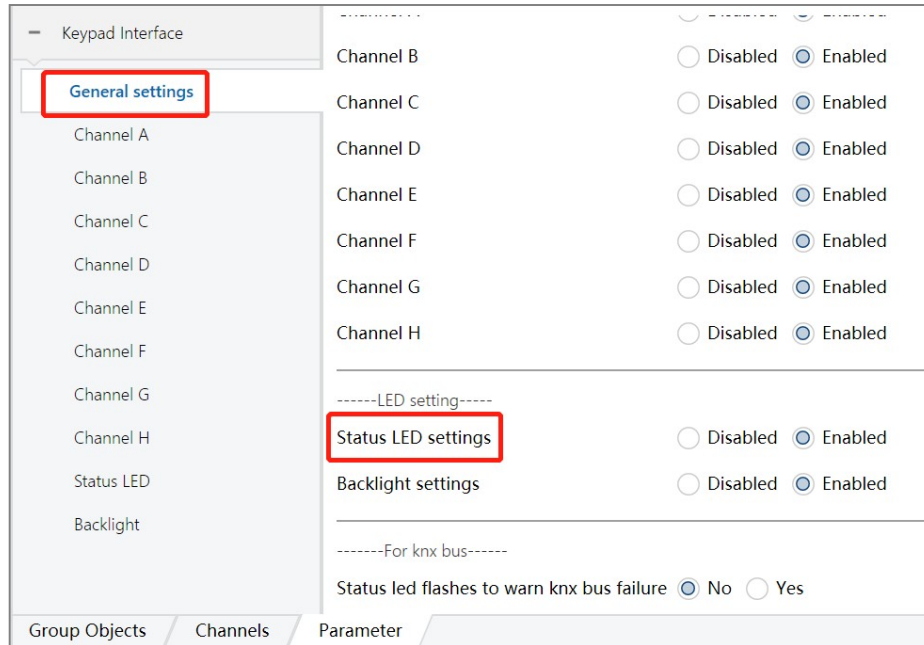 − Keypad Interface
General settings
Channel A
Channel B
Channel C
Channel D
Channel E
Channel F
Channel G
Channel H
Status LED
Backlight
Channel B Disabled Enabled
Channel C Disabled Enabled
Channel D Disabled Enabled
Channel E Disabled Enabled
Channel F Disabled Enabled
Channel G Disabled Enabled
Channel H Disabled Enabled
------LED setting-----
Status LED settings Disabled Enabled
Backlight settings Disabled Enabled
-------For knx bus------
Status led flashes to warn knx bus failure No Yes
Group Objects Channels Parameter